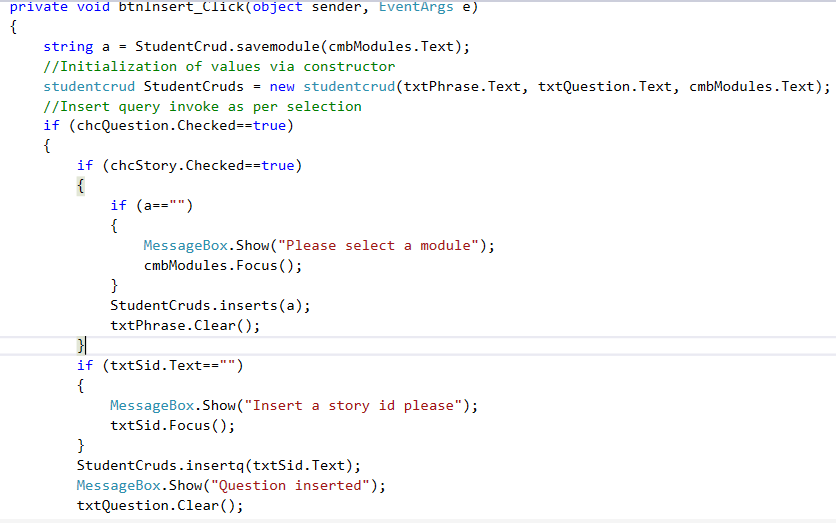 private void btnInsert_Click(object sender, EventArgs e)
{
string a = StudentCrud.savemodule(cmbModules.Text);
//Initialization of values via constructor
studentcrud StudentCruds = new studentcrud(txtPhrase.Text, txtQuestion.Text, cmbModules.Text);
//Insert query invoke as per selection
if (chcQuestion.Checked==true)
{
if (chcStory.Checked==true)
{
if (a=="")
{
MessageBox.Show("Please select a module");
cmbModules.Focus();
}
StudentCruds.inserts(a);
txtPhrase.Clear();
}
if (txtSid.Text=="")
{
MessageBox.Show("Insert a story id please");
txtSid.Focus();
}
StudentCruds.insertq(txtSid.Text);
MessageBox.Show("Question inserted");
txtQuestion.Clear();